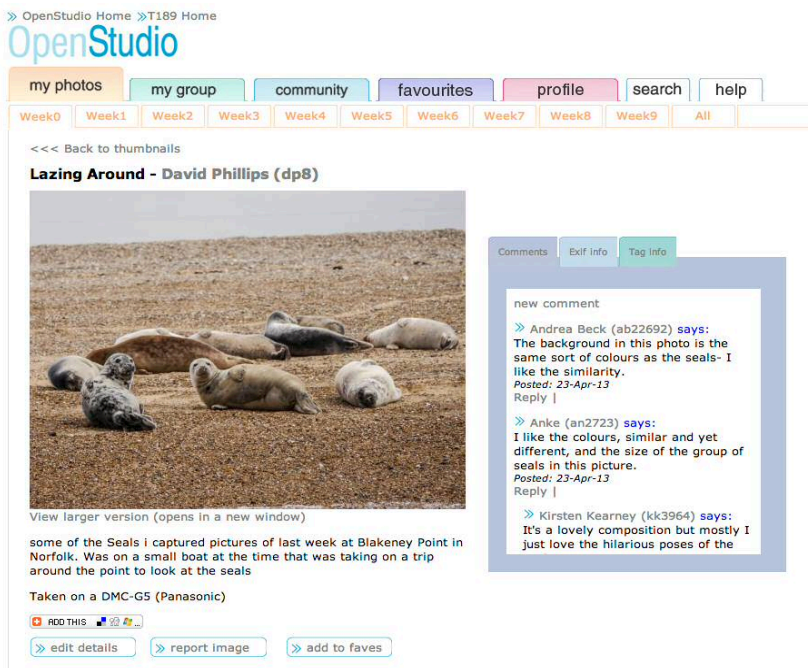 » OpenStudio Home »T189 Home
OpenStudio
my photos my group community favourites profile search help
Week0 Week1 Week2 Week3 Week4 Week5 Week6 Week7 Week8 Week9 All
<<< Back to thumbnails
Lazing Around - David Phillips (dp8)
View larger version (opens in a new window)
some of the Seals i captured pictures of last week at Blakeney Point in
Norfolk. Was on a small boat at the time that was taking on a trip
around the point to look at the seals
Taken on a DMC-G5 (Panasonic)
ADD THIS
» edit details » report image » add to faves
Comments Exif info Tag info
new comment
» Andrea Beck (ab22692) says:
The background in this photo is the
same sort of colours as the seals- I
like the similarity.
Posted: 23-Apr-13
Reply |
» Anke (an2723) says:
I like the colours, similar and yet
different, and the size of the group of
seals in this picture.
Posted: 23-Apr-13
Reply |
» Kirsten Kearney (kk3964) says:
It's a lovely composition but mostly I
just love the hilarious poses of the